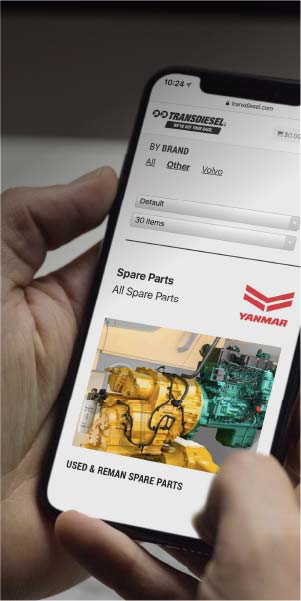 10:24
transdiesel.com
TRANSDIESEL
WE'VE GOT YOUR BACK.
$0.00
BY BRAND
All Other Volvo
Default
30 items
Spare Parts
All Spare Parts
YANMAR
USED & REMAN SPARE PARTS